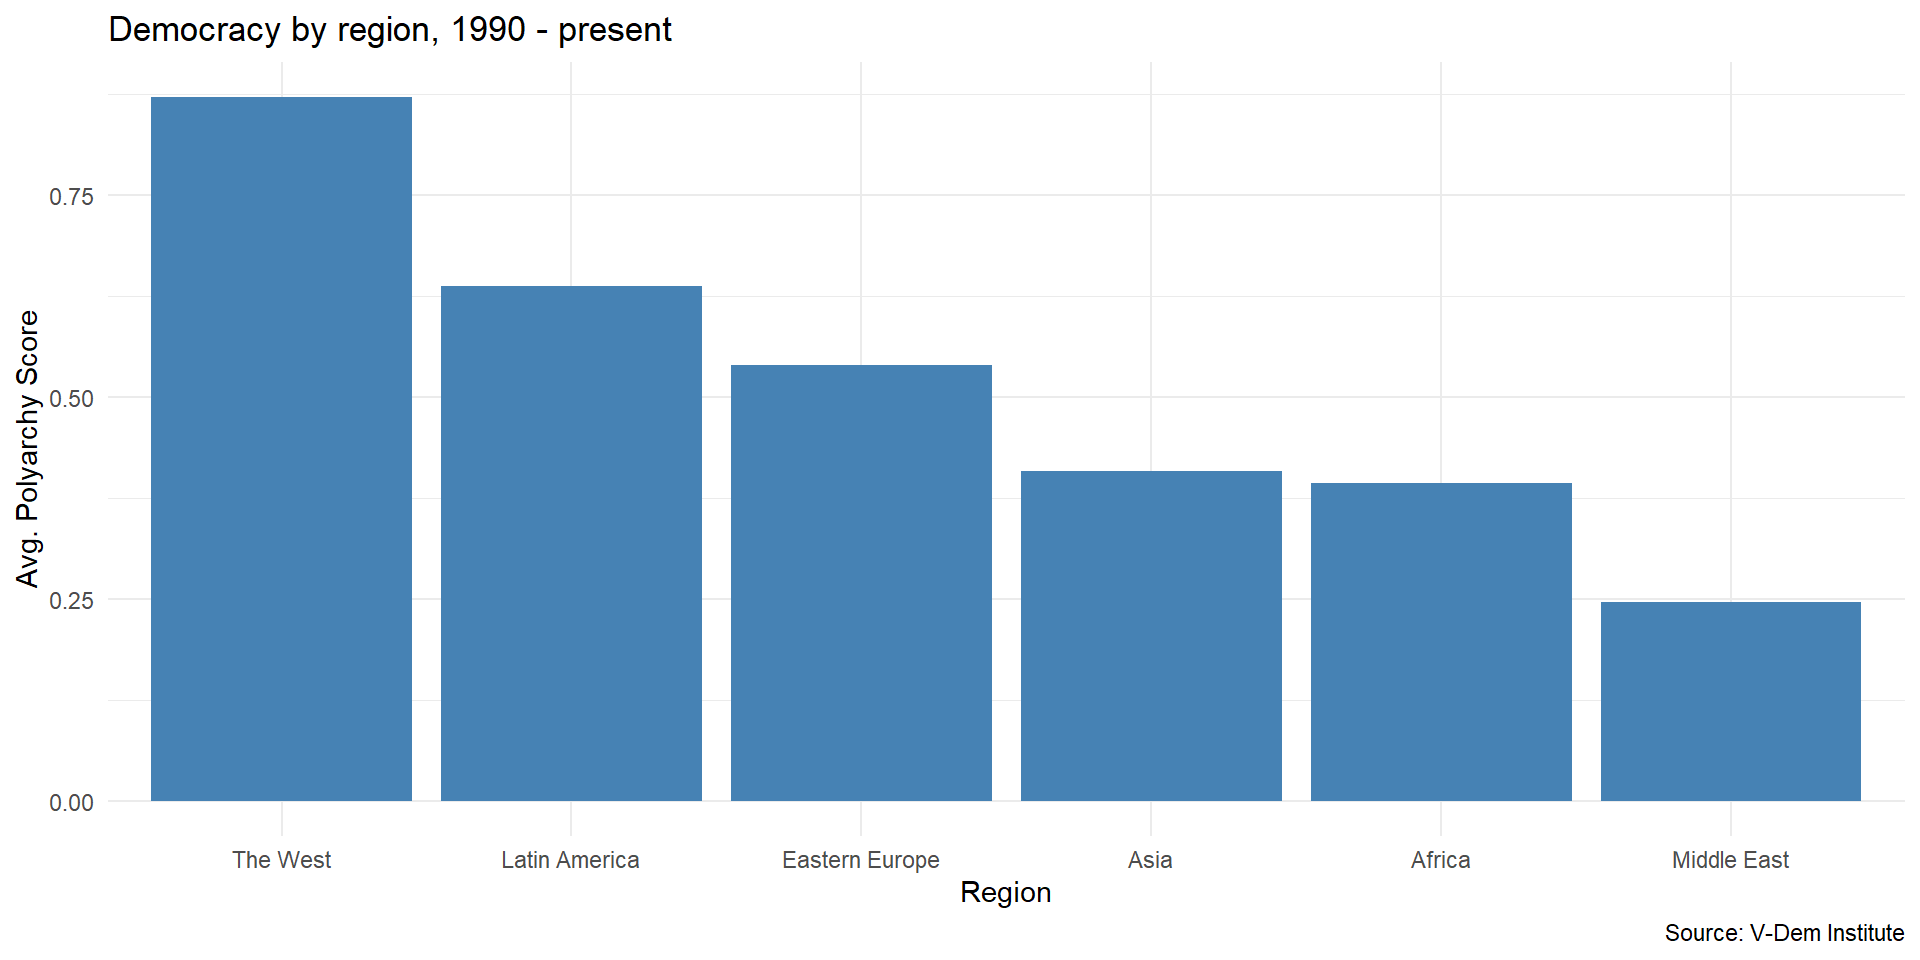 Democracy by region, 1990 - present
Avg. Polyarchy Score
0.75
0.50
0.25
0.00
The West
Latin America
Eastern Europe
Asia
Africa
Middle East
Region
Source: V-Dem Institute